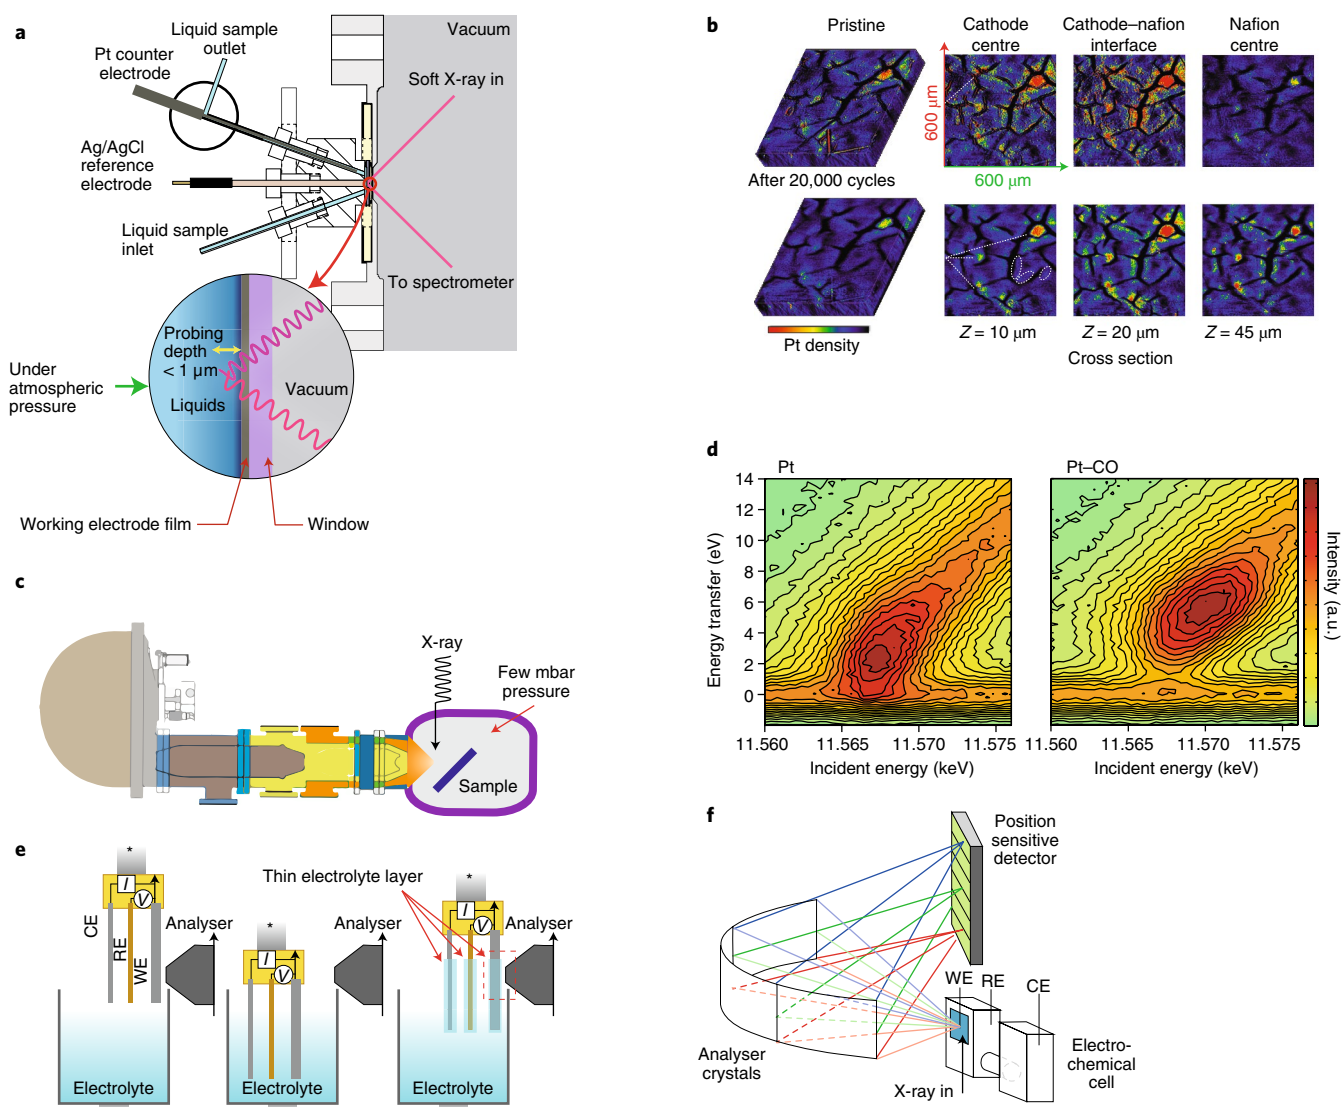 a
Liquid sample
outlet
Pt counter
electrode
Vacuum
Soft X-ray in
Ag/AgCl
reference
electrode
Liquid sample
inlet
To spectrometer
Probing
depth
< 1 μm
Under
atmospheric
pressure
Liquids
Vacuum
Working electrode film
Window
b
Pristine
Cathode
centre
Cathode–nafion
interface
Nafion
centre
600 μm
600 μm
After 20,000 cycles
Pt density
Z = 10 μm
Z = 20 μm
Z = 45 μm
Cross section
c
X-ray
Few mbar
pressure
Sample
d
Pt
Pt–CO
14
12
10
8
6
4
2
0
Energy transfer (eV)
11.560
11.565
11.570
11.575
Incident energy (keV)
11.560
11.565
11.570
11.575
Incident energy (keV)
Intensity (a.u.)
e
*
I
V
CE
RE
WE
Analyser
Electrolyte
*
I
V
Analyser
Electrolyte
Thin electrolyte layer
*
I
V
Analyser
Electrolyte
f
Position
sensitive
detector
WE
RE
CE
Analyser
crystals
X-ray in
Electro-
chemical
cell